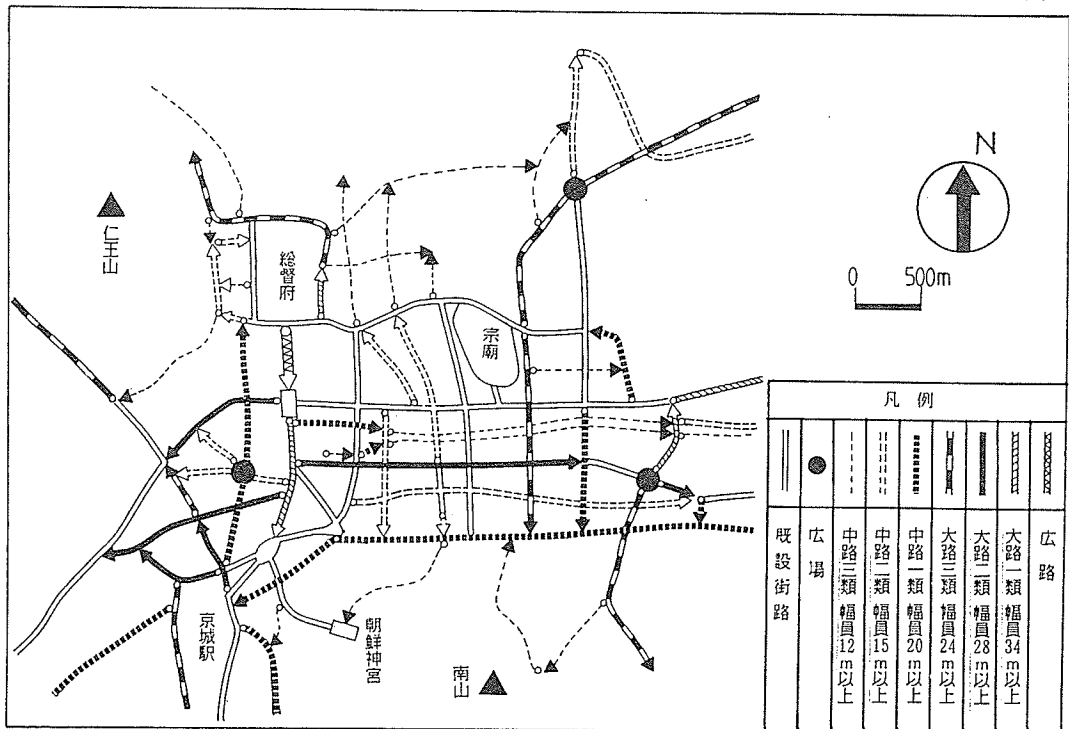 仁王山
総督府
宗廟
京城駅
朝鮮神宮
南山
N
0 500m
凡例
広路
大路一類 幅員34m以上
大路二類 幅員28m以上
大路三類 幅員24m以上
中路一類 幅員20m以上
中路二類 幅員15m以上
中路三類 幅員12m以上
広場
既設街路